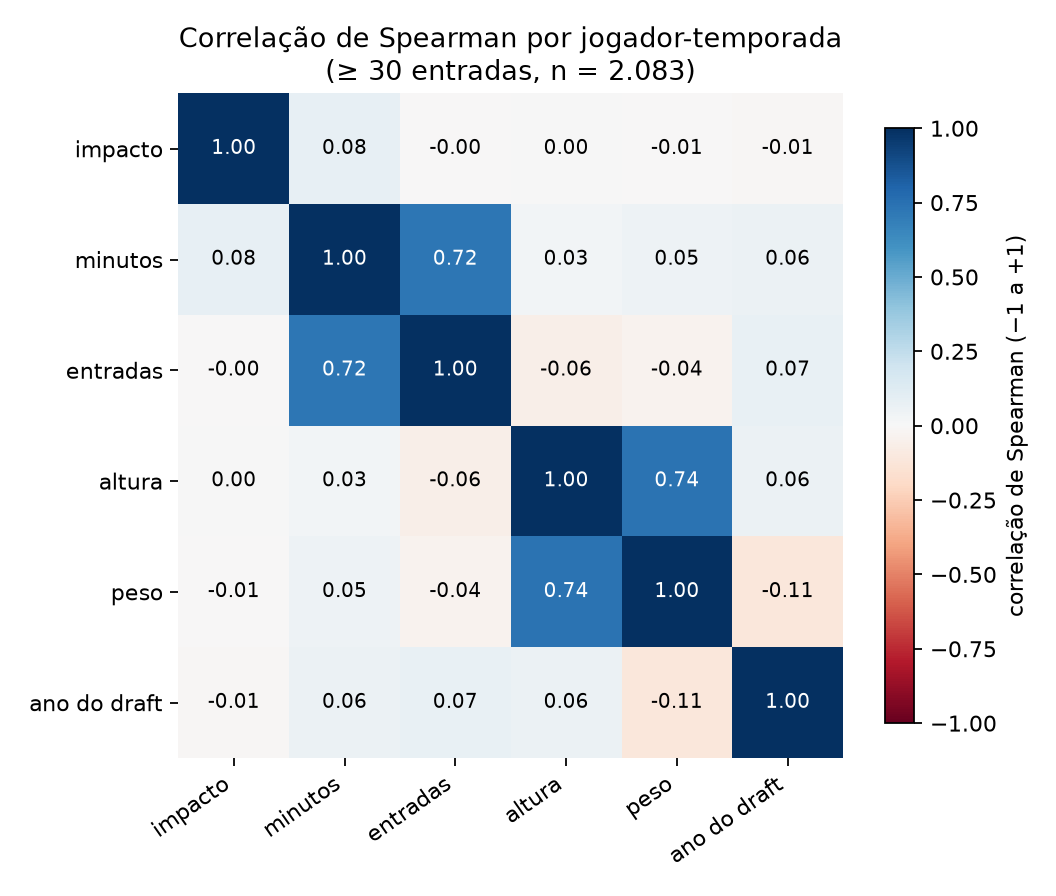 Correlação de Spearman por jogador-temporada
(≥ 30 entradas, n = 2.083)
impacto 1.00 0.08 -0.00 0.00 -0.01 -0.01
minutos 0.08 1.00 0.72 0.03 0.05 0.06
entradas -0.00 0.72 1.00 -0.06 -0.04 0.07
altura 0.00 0.03 -0.06 1.00 0.74 0.06
peso -0.01 0.05 -0.04 0.74 1.00 -0.11
ano do draft -0.01 0.06 0.07 0.06 -0.11 1.00
impacto minutos entradas altura peso ano do draft
1.00
0.75
0.50
0.25
0.00
−0.25
−0.50
−0.75
−1.00
correlação de Spearman (−1 a +1)